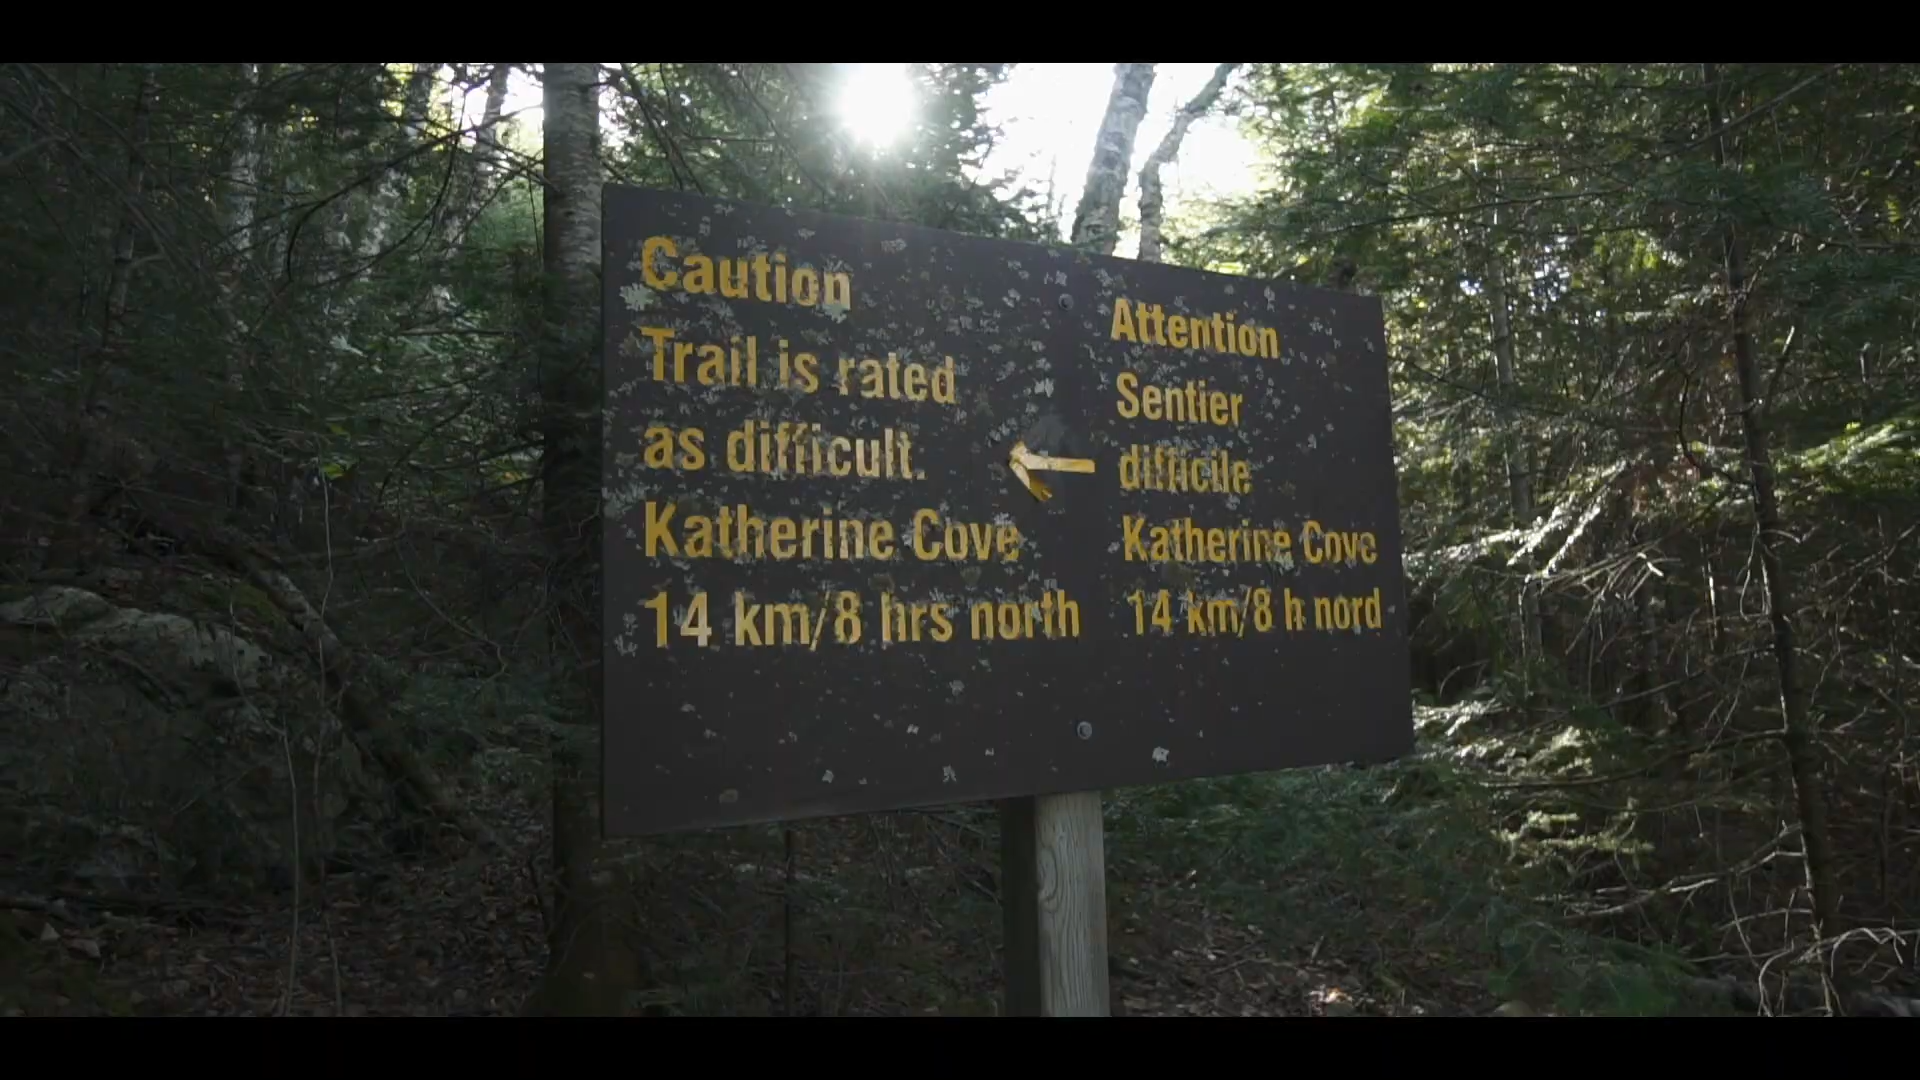 Caution
Trail is rated
as difficult.
Katherine Cove
14 km/8 hrs north
Attention
Sentier
difficile
Katherine Cove
14 km/8 h nord